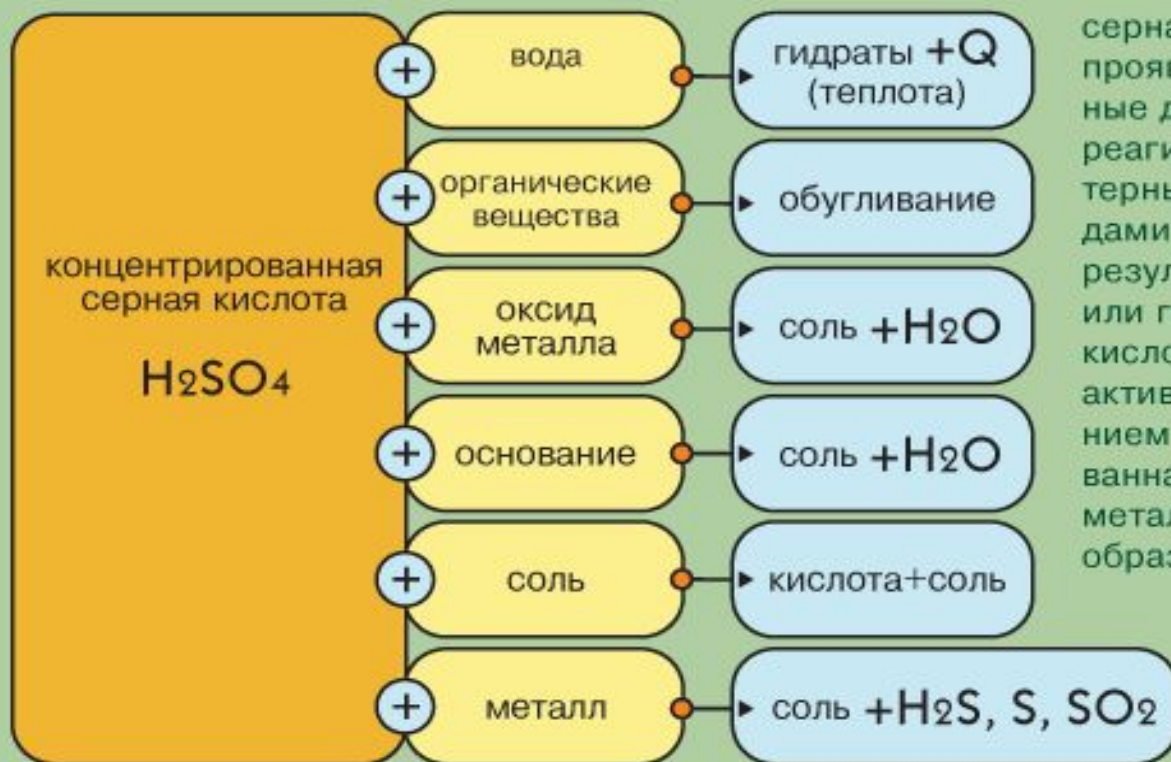 концентрированная
серная кислота
H2SO4
+
вода
гидраты +Q
(теплота)
+
органические
вещества
обугливание
+
оксид
металла
соль +H2O
+
основание
соль +H2O
+
соль
кислота+соль
+
металл
соль +H2S, S, SO2